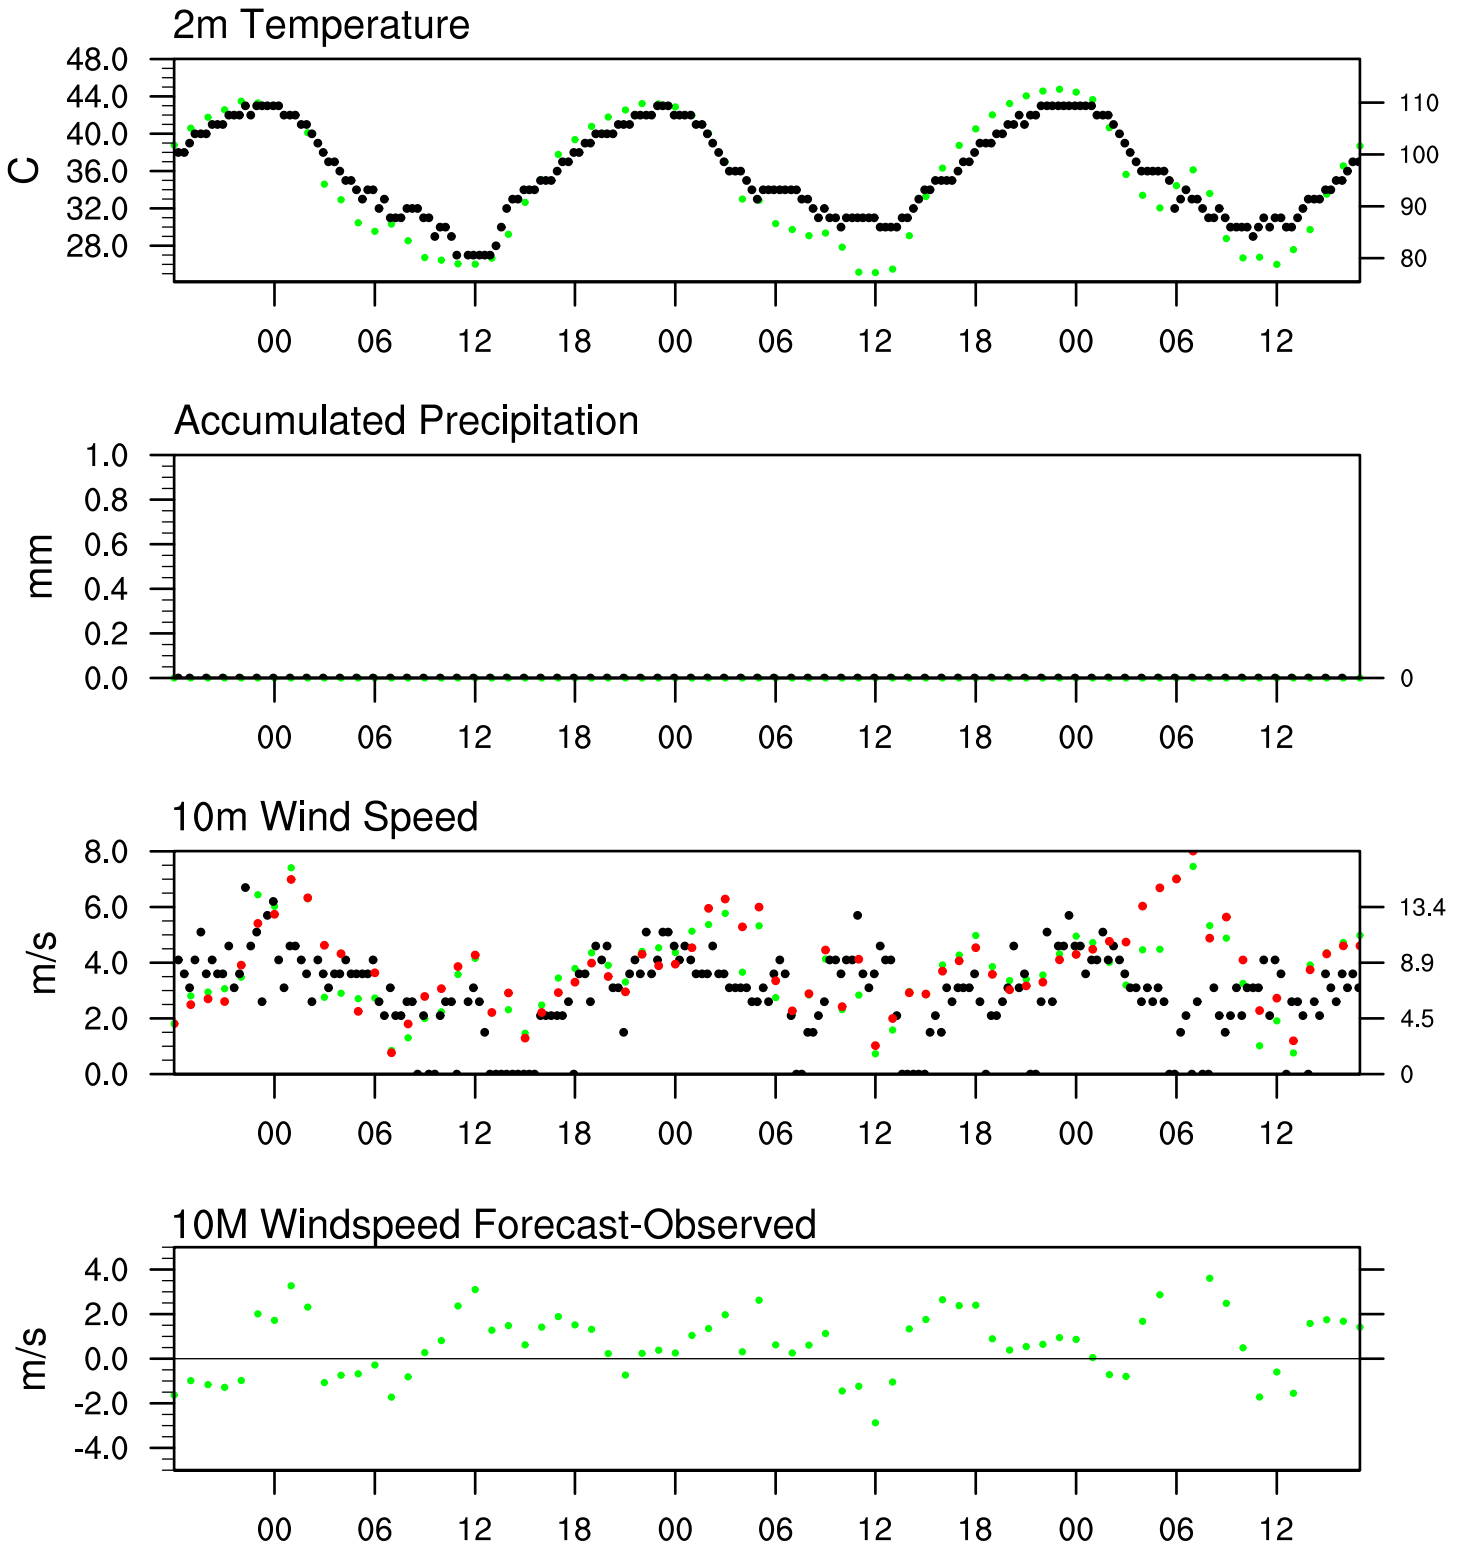 2m Temperature
48.0
44.0
40.0
36.0
32.0
28.0
C
110
100
90
80
00 06 12 18 00 06 12 18 00 06 12
Accumulated Precipitation
1.0
0.8
0.6
0.4
0.2
0.0
mm
0
00 06 12 18 00 06 12 18 00 06 12
10m Wind Speed
8.0
6.0
4.0
2.0
0.0
m/s
13.4
8.9
4.5
0
00 06 12 18 00 06 12 18 00 06 12
10M Windspeed Forecast-Observed
4.0
2.0
0.0
-2.0
-4.0
m/s
00 06 12 18 00 06 12 18 00 06 12